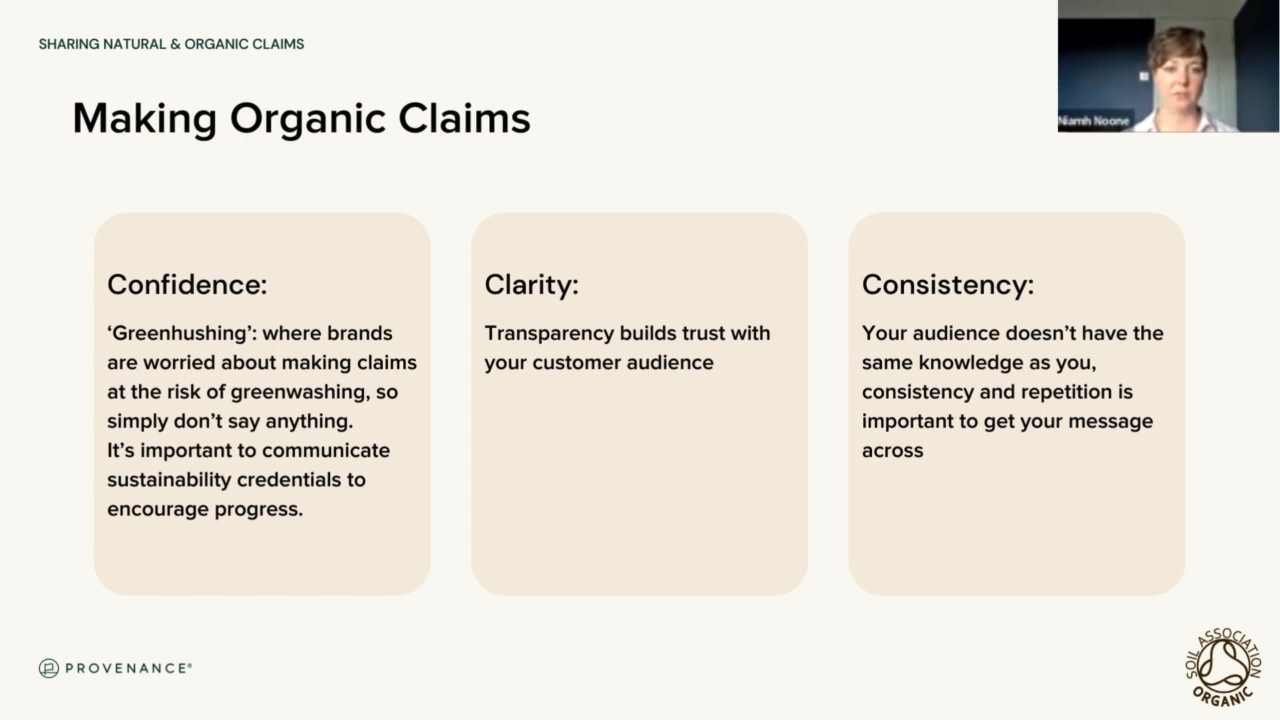 SHARING NATURAL & ORGANIC CLAIMS
Making Organic Claims
Niamh Noone
Confidence:
‘Greenhushing’: where brands
are worried about making claims
at the risk of greenwashing, so
simply don’t say anything.
It’s important to communicate
sustainability credentials to
encourage progress.
Clarity:
Transparency builds trust with
your customer audience
Consistency:
Your audience doesn’t have the
same knowledge as you,
consistency and repetition is
important to get your message
across
PROVENANCE®
SOIL ASSOCIATION
ORGANIC